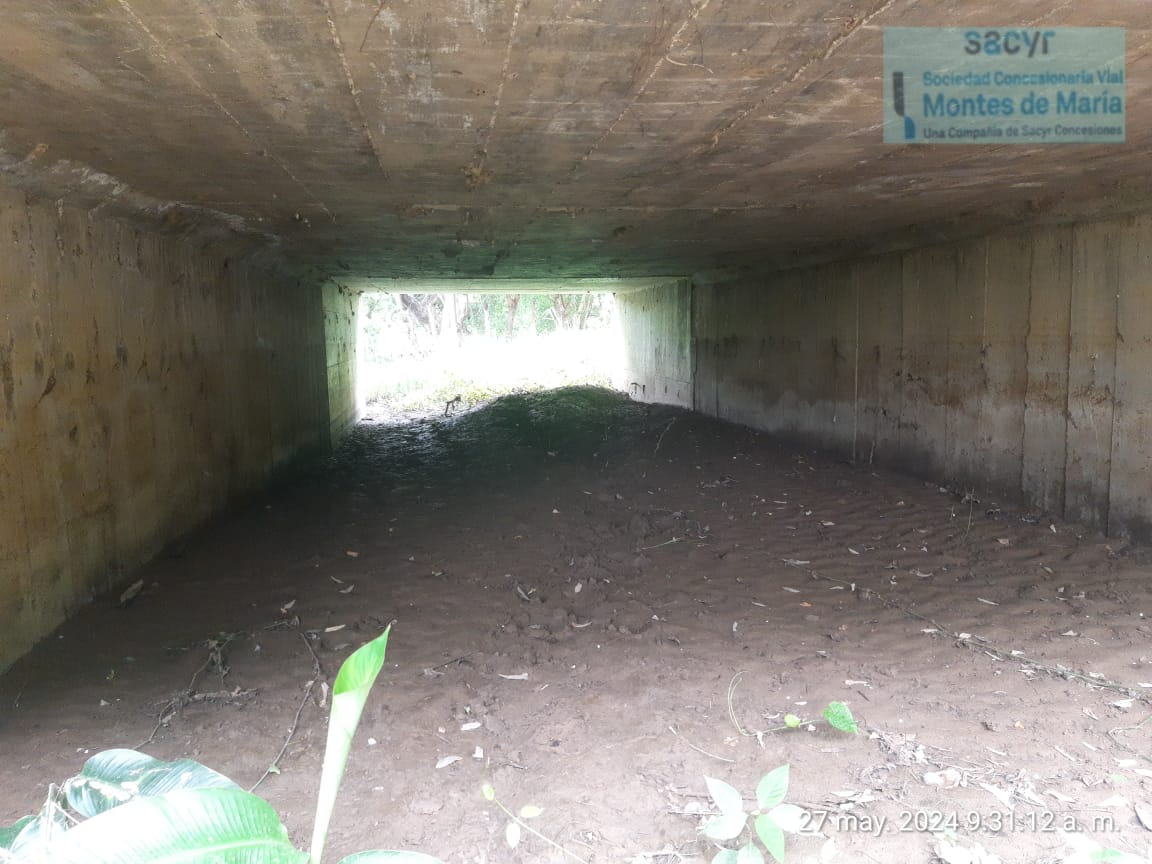 sacyr
Sociedad Concesionaria Vial
Montes de María
Una Compañía de Sacyr Concesiones
27 may. 2024 9:31:12 a. m.